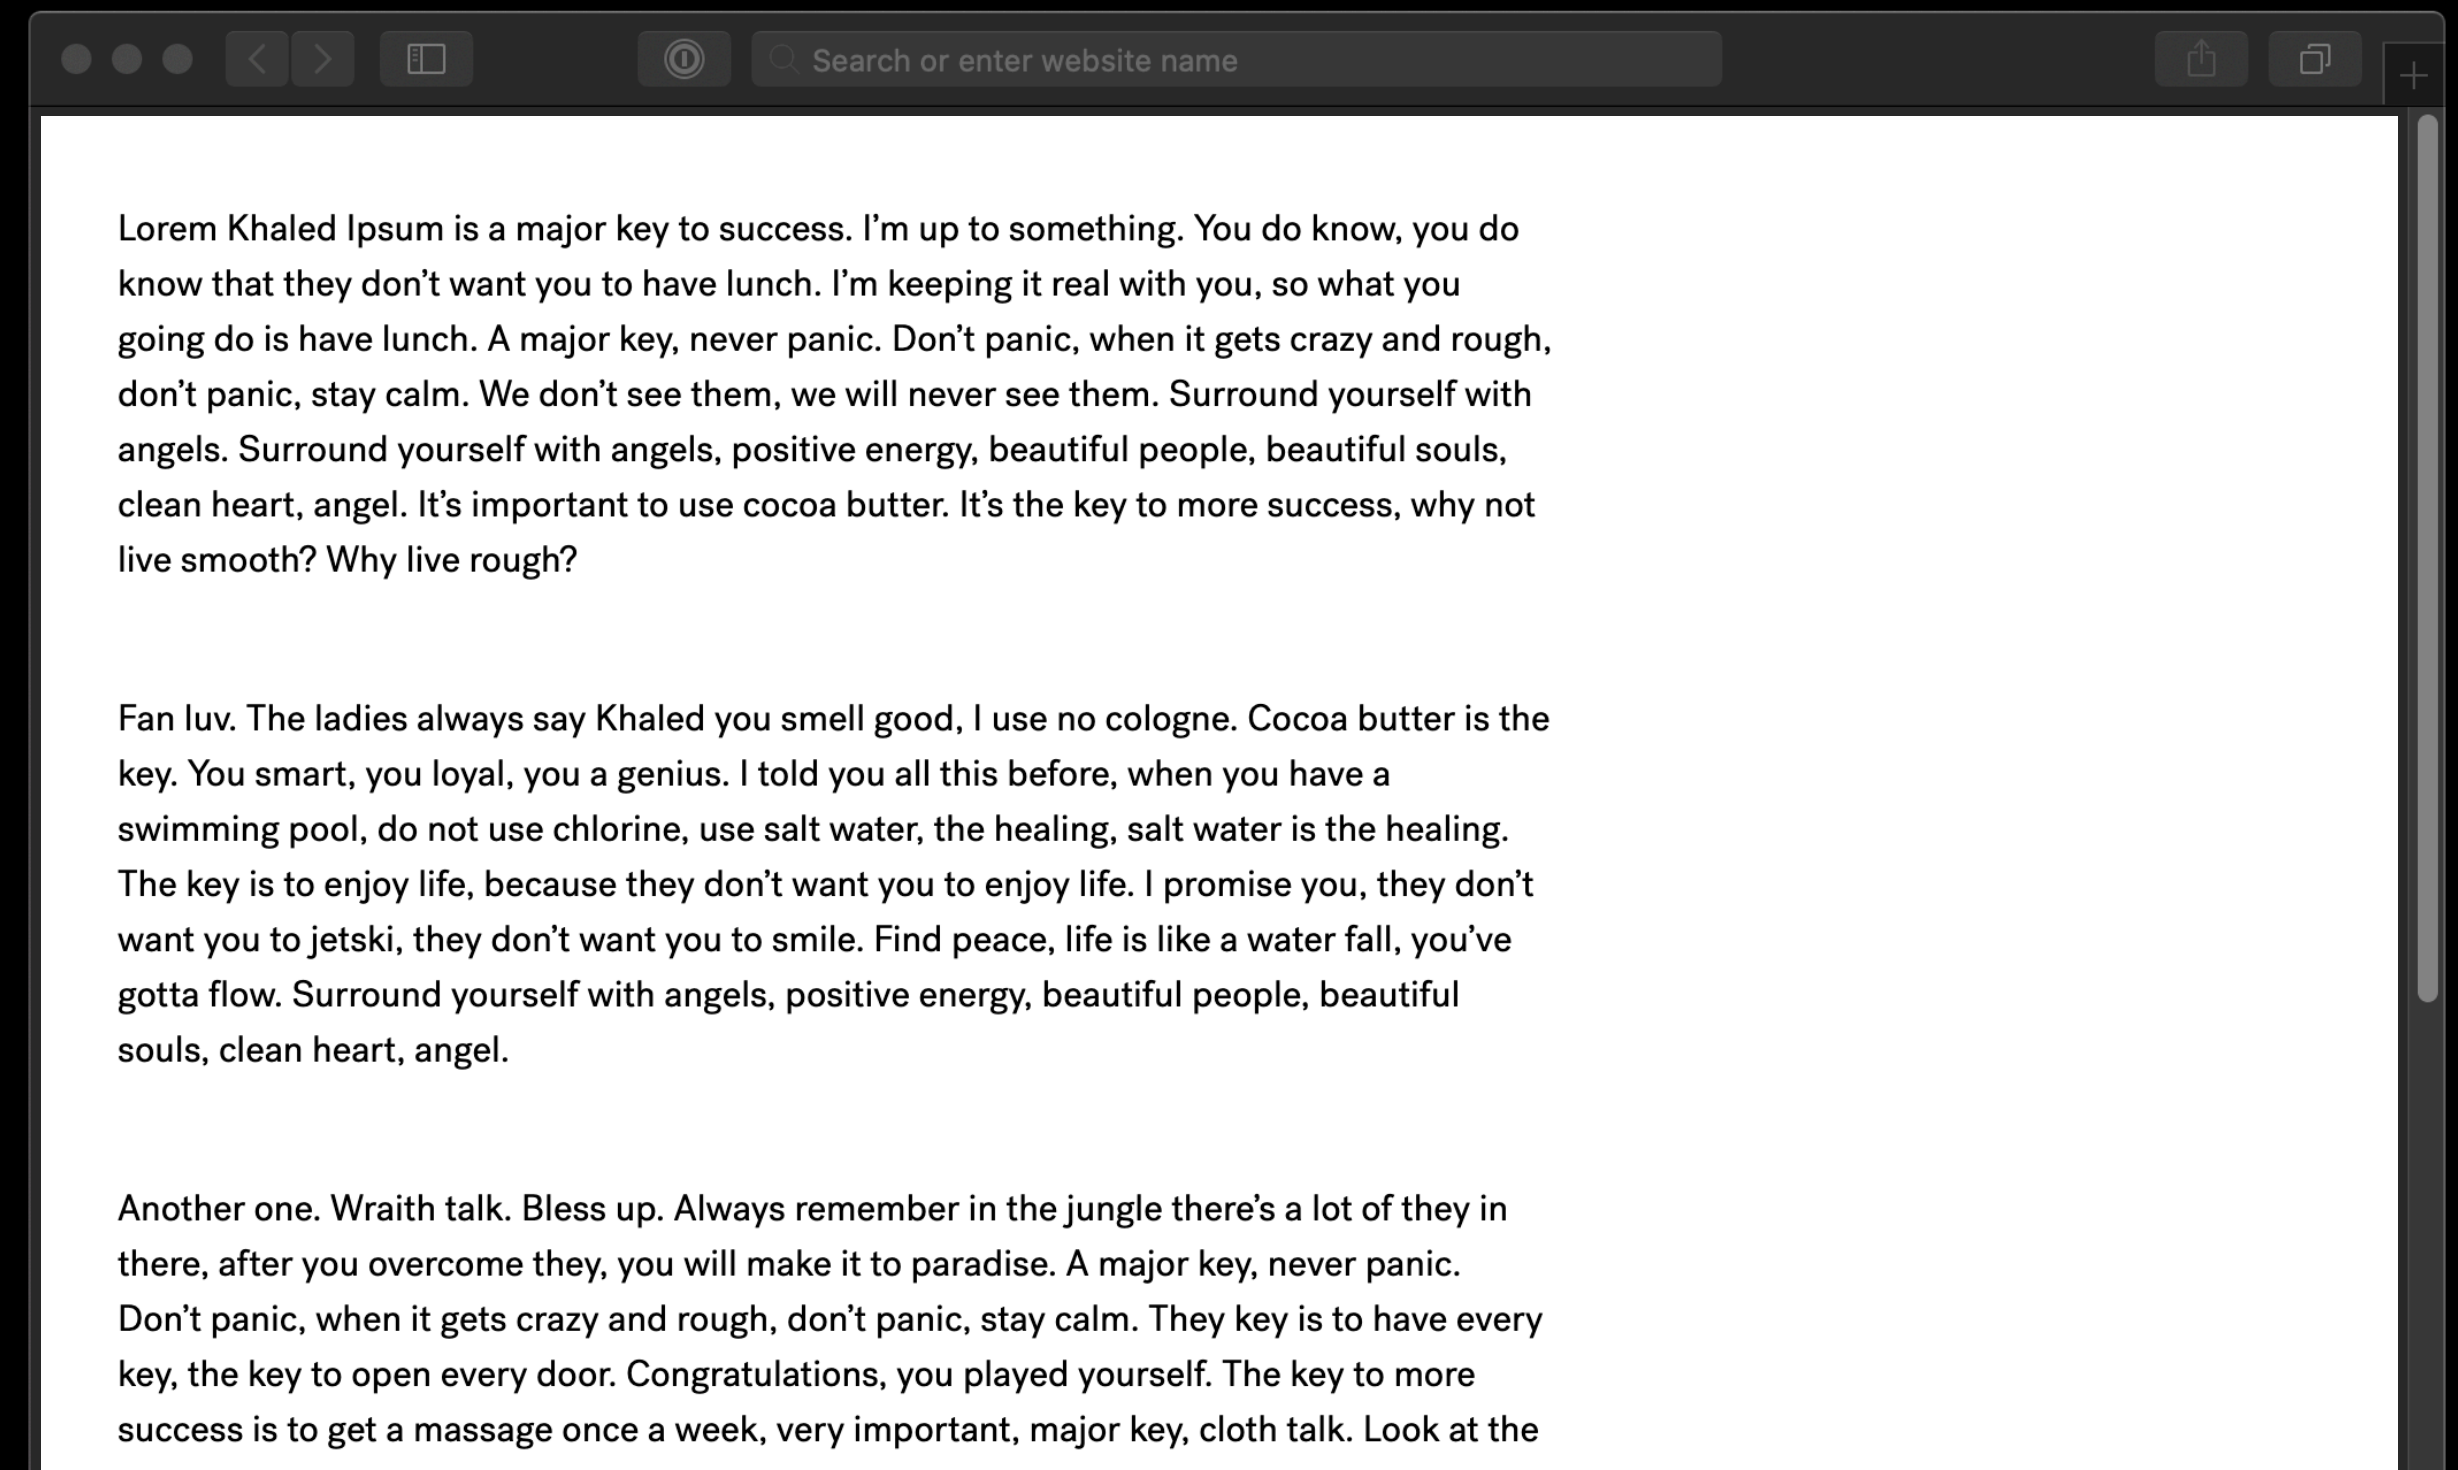 Search or enter website name
Lorem Khaled Ipsum is a major key to success. I’m up to something. You do know, you do
know that they don’t want you to have lunch. I’m keeping it real with you, so what you
going do is have lunch. A major key, never panic. Don’t panic, when it gets crazy and rough,
don’t panic, stay calm. We don’t see them, we will never see them. Surround yourself with
angels. Surround yourself with angels, positive energy, beautiful people, beautiful souls,
clean heart, angel. It’s important to use cocoa butter. It’s the key to more success, why not
live smooth? Why live rough?
Fan luv. The ladies always say Khaled you smell good, I use no cologne. Cocoa butter is the
key. You smart, you loyal, you a genius. I told you all this before, when you have a
swimming pool, do not use chlorine, use salt water, the healing, salt water is the healing.
The key is to enjoy life, because they don’t want you to enjoy life. I promise you, they don’t
want you to jetski, they don’t want you to smile. Find peace, life is like a water fall, you’ve
gotta flow. Surround yourself with angels, positive energy, beautiful people, beautiful
souls, clean heart, angel.
Another one. Wraith talk. Bless up. Always remember in the jungle there’s a lot of they in
there, after you overcome they, you will make it to paradise. A major key, never panic.
Don’t panic, when it gets crazy and rough, don’t panic, stay calm. They key is to have every
key, the key to open every door. Congratulations, you played yourself. The key to more
success is to get a massage once a week, very important, major key, cloth talk. Look at the